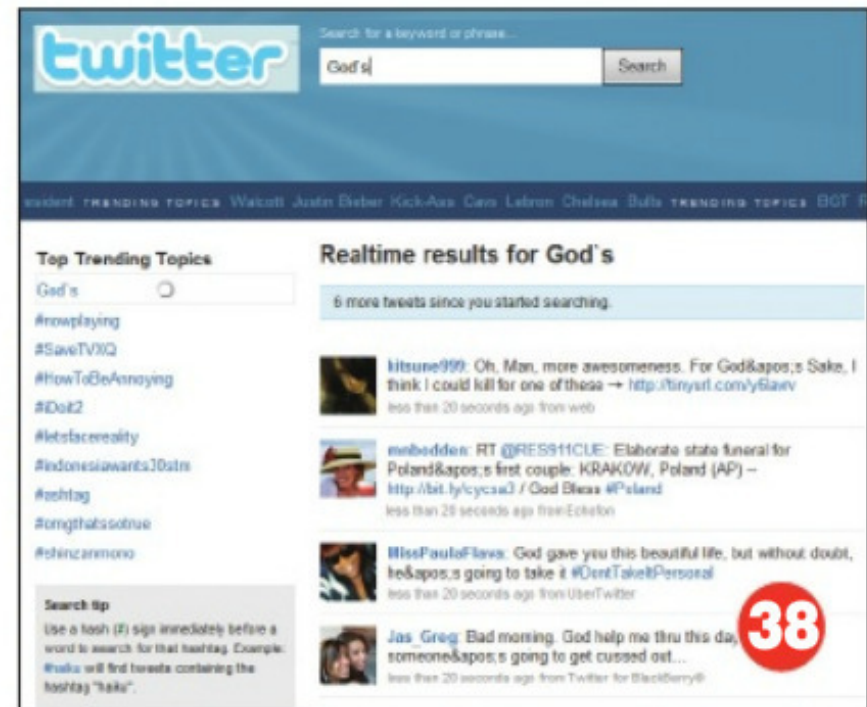 twitter
Search for a keyword or phrase...
God`s
Search
TRENDING TOPICS Walcott Justin Bieber Kick-Ass Cavs Lebron Chelsea Bulls TRENDING TOPICS BGT
Top Trending Topics
God`s
#nowplaying
#SaveTVXQ
#HowToBeAnnoying
#iDoit2
#letsfacereality
#indonesiawants30stm
#ashtag
#omgthatssotrue
#shinzanmono
Search tip
Use a hash (#) sign immediately before a
word to search for that hashtag. Example:
#haiku will find tweets containing the
hashtag "haiku".
Realtime results for God`s
6 more tweets since you started searching.
kitsune999: Oh, Man, more awesomeness. For God&apos;s Sake, I
think I could kill for one of these → 
less than 20 seconds ago from web
RT @RES911CUE: Elaborate state funeral for
Poland&apos;s first couple: KRAKOW, Poland (AP) –
http://bit.ly/cycsa3 / God Bless #Poland
less than 20 seconds ago from Echofon
MissPaulaFlava: God gave you this beautiful life, but without doubt,
he&apos;s going to take it #DontTakeItPersonal
less than 20 seconds ago from UberTwitter
Jas_Greg: Bad morning. God help me thru this day
someone&apos;s going to get cussed out...
less than 20 seconds ago from Twitter for BlackBerry®
38